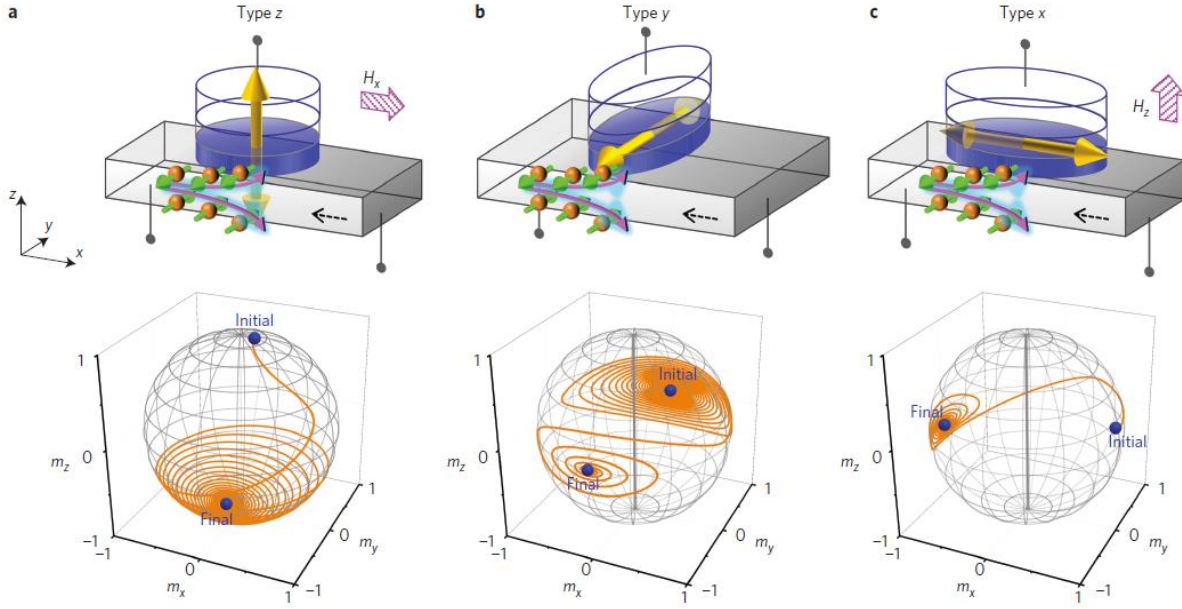 a
Type z
H_x
z
y
x
b
Type y
c
Type x
H_z
Initial
Final
1
m_z 0
−1
−1
0
m_x
1
−1
0
m_y
1
Initial
Final
1
m_z 0
−1
−1
0
m_x
1
−1
0
m_y
1
Final
Initial
1
m_z 0
−1
−1
0
m_x
1
−1
0
m_y
1